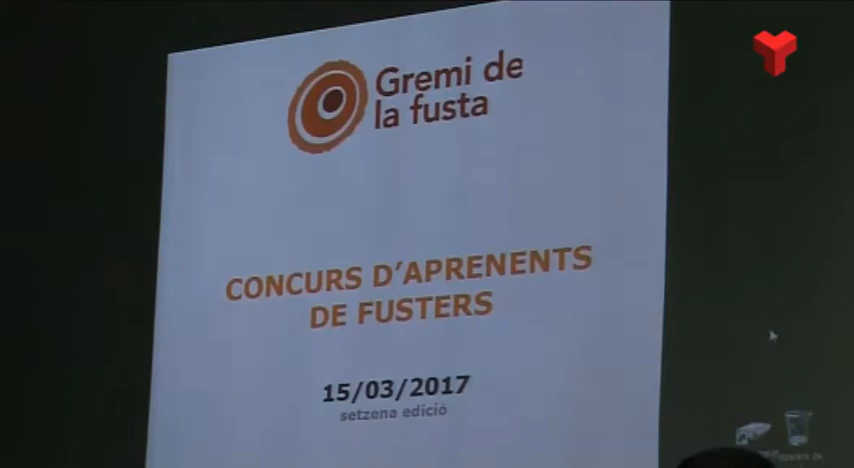 Gremi de
la fusta
CONCURS D'APRENENTS
DE FUSTERS
15/03/2017
setzena edició